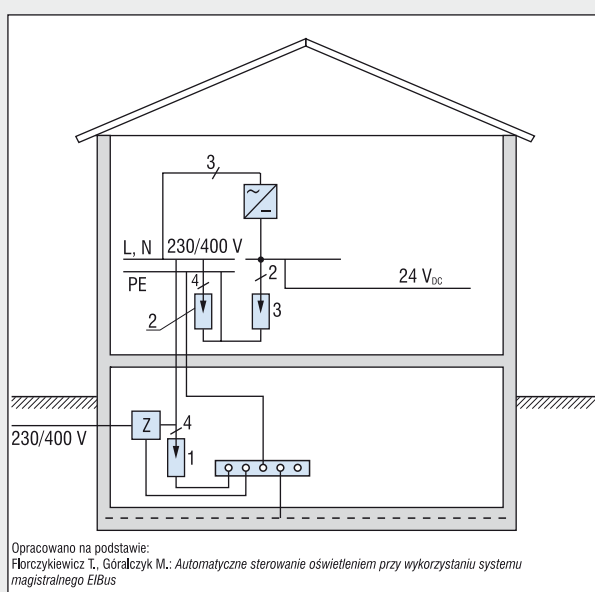 3
L, N 230/400 V
PE
4
2
24 V_DC
2
3
230/400 V
Z
4
1
Opracowano na podstawie:
Florczykiewicz T., Góralczyk M.: Automatyczne sterowanie oświetleniem przy wykorzystaniu systemu
magistralnego EIBus